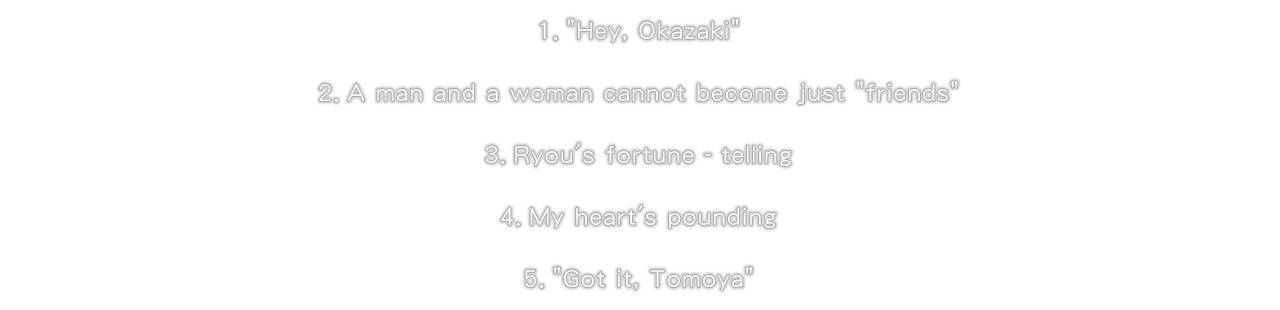 1. "Hey, Okazaki"
2. A man and a woman cannot become just "friends"
3. Ryou's fortune - telling
4. My heart's pounding
5. "Got it, Tomoya"